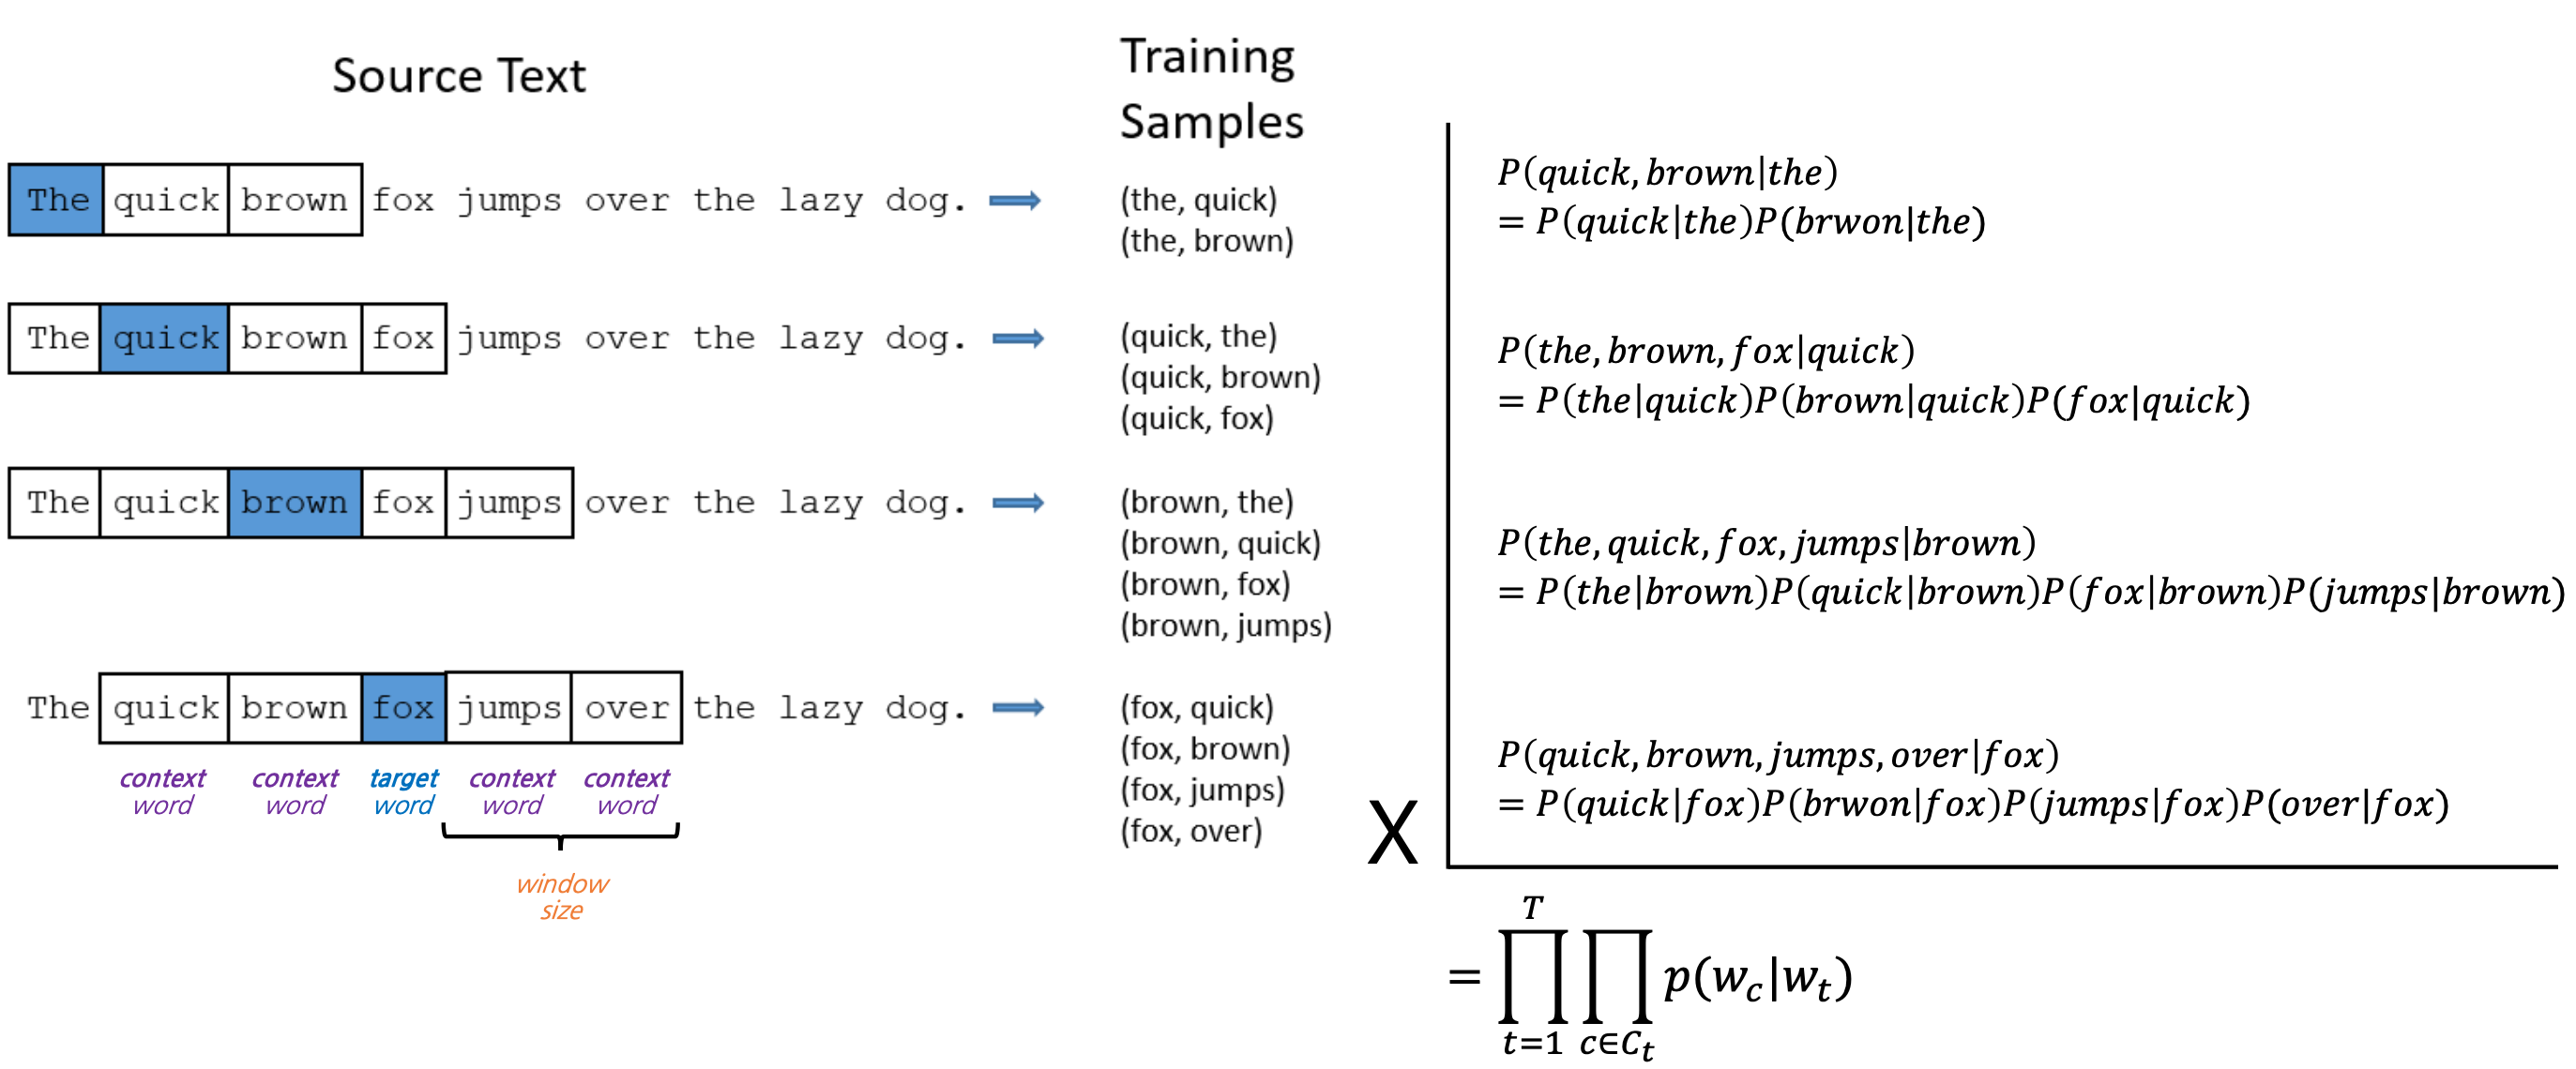 Source Text
Training
Samples
The quick brown fox jumps over the lazy dog.
(the, quick)
(the, brown)
P(quick, brown|the)
= P(quick|the)P(brwon|the)
The quick brown fox jumps over the lazy dog.
(quick, the)
(quick, brown)
(quick, fox)
P(the, brown, fox|quick)
= P(the|quick)P(brown|quick)P(fox|quick)
The quick brown fox jumps over the lazy dog.
(brown, the)
(brown, quick)
(brown, fox)
(brown, jumps)
P(the, quick, fox, jumps|brown)
= P(the|brown)P(quick|brown)P(fox|brown)P(jumps|brown)
The quick brown fox jumps over the lazy dog.
context word
context word
target word
context word
context word
window
size
(fox, quick)
(fox, brown)
(fox, jumps)
(fox, over)
P(quick, brown, jumps, over|fox)
= P(quick|fox)P(brwon|fox)P(jumps|fox)P(over|fox)
X
= ∏_{t=1}^{T} ∏_{c∈C_t} p(w_c|w_t)